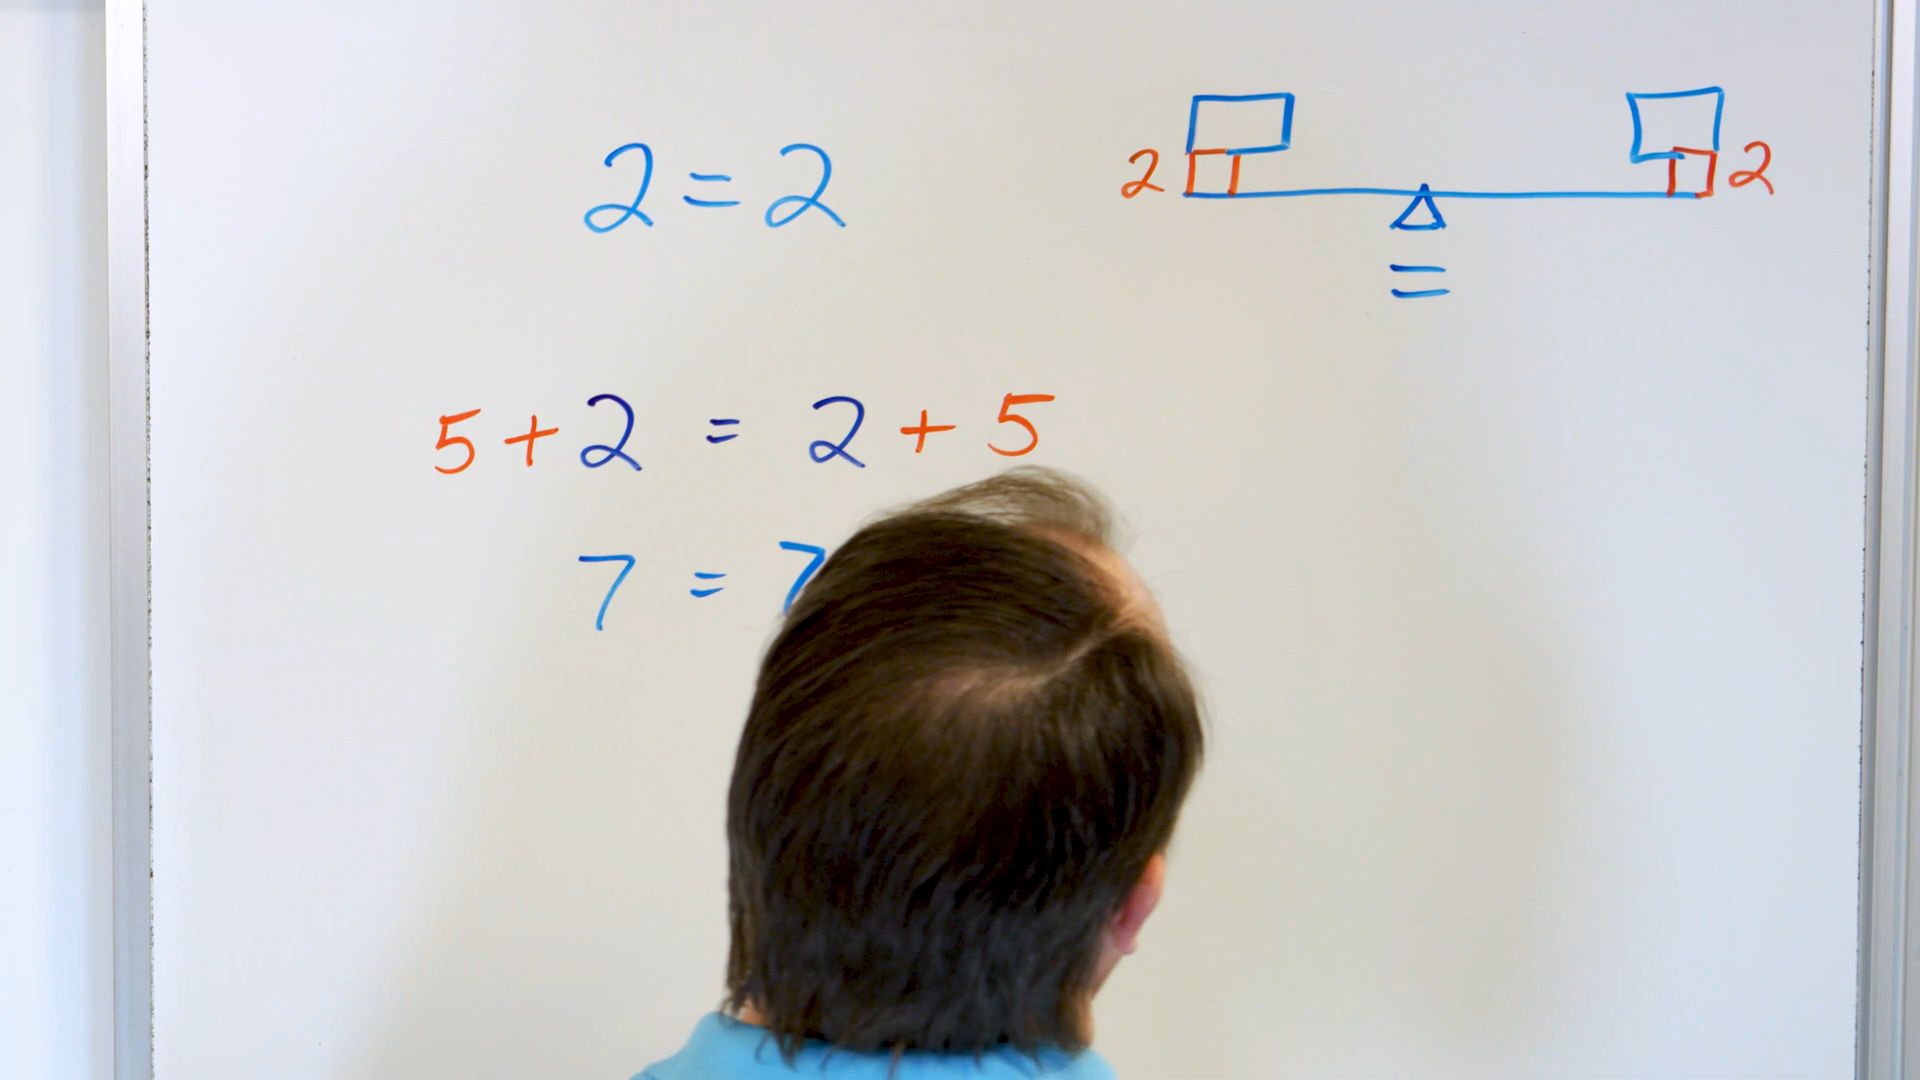 2 = 2
2 2
=
5 + 2 = 2 + 5
7 = 7